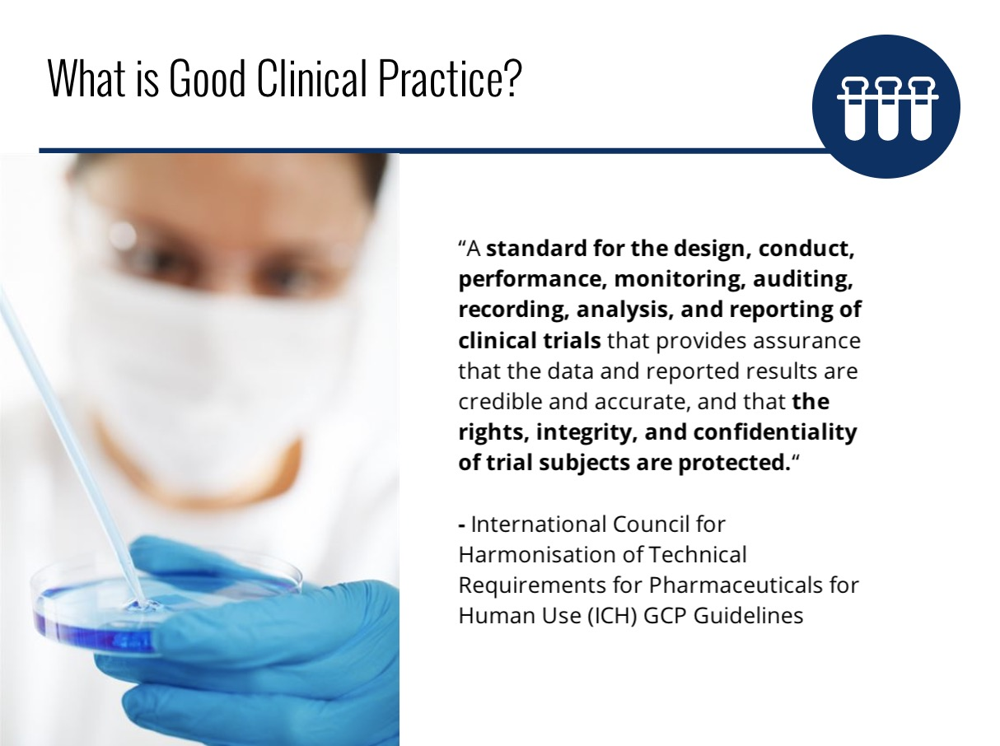 What is Good Clinical Practice?
“A standard for the design, conduct,
performance, monitoring, auditing,
recording, analysis, and reporting of
clinical trials that provides assurance
that the data and reported results are
credible and accurate, and that the
rights, integrity, and confidentiality
of trial subjects are protected.“
- International Council for
Harmonisation of Technical
Requirements for Pharmaceuticals for
Human Use (ICH) GCP Guidelines